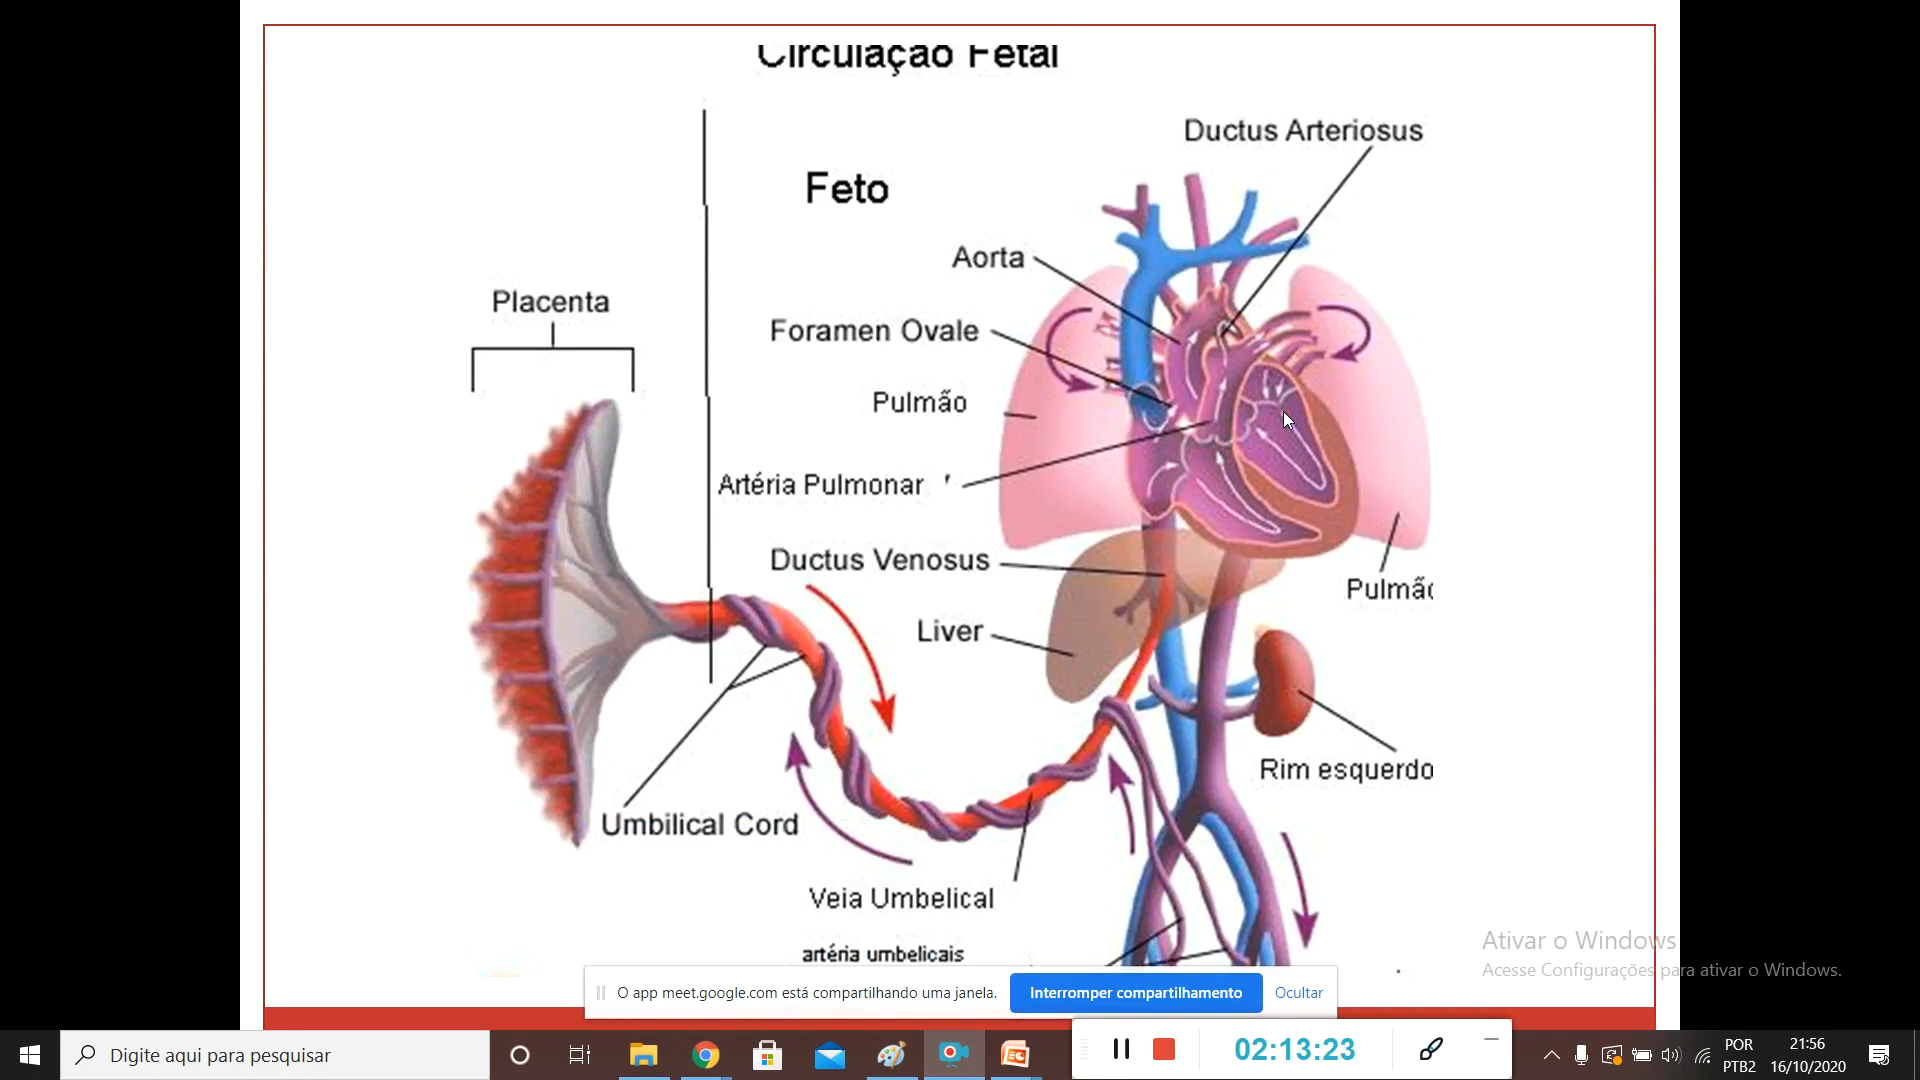 Circulação Fetal
Ductus Arteriosus
Feto
Aorta
Placenta
Foramen Ovale
Pulmão
Artéria Pulmonar
Ductus Venosus
Pulmão
Liver
Rim esquerdo
Umbilical Cord
Veia Umbelical
artéria umbelicais
Ativar o Windows
Acesse Configurações para ativar o Windows.
O app meet.google.com está compartilhando uma janela.
Interromper compartilhamento
Ocultar
Digite aqui para pesquisar
02:13:23
POR
PTB2
21:56
16/10/2020